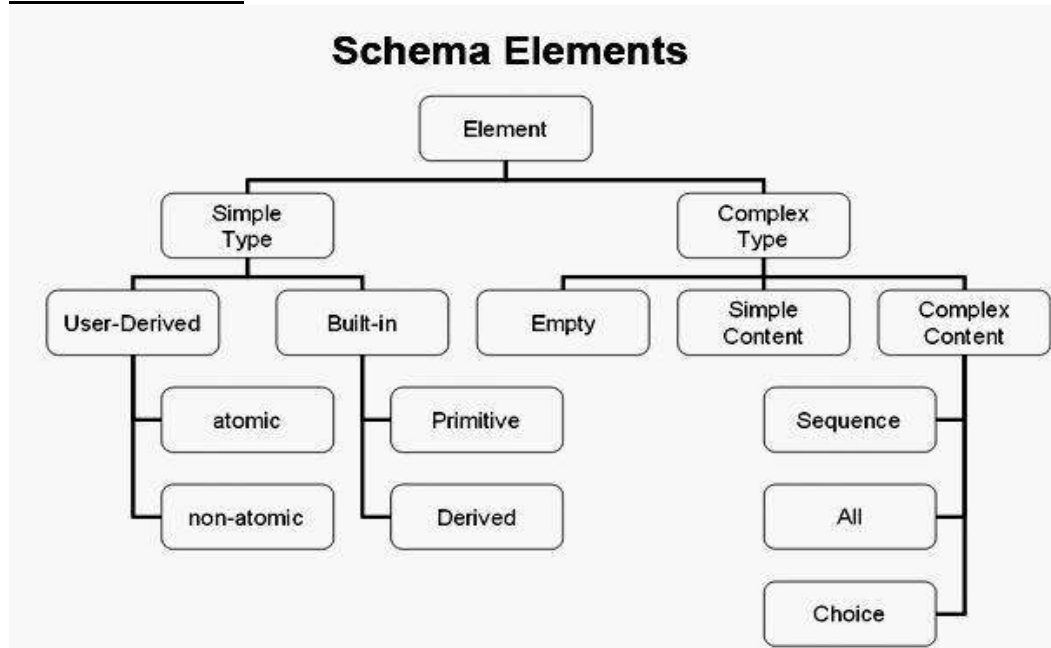 Schema Elements
Element
Simple
Type
Complex
Type
User-Derived
Built-in
Empty
Simple
Content
Complex
Content
atomic
Primitive
Sequence
non-atomic
Derived
All
Choice